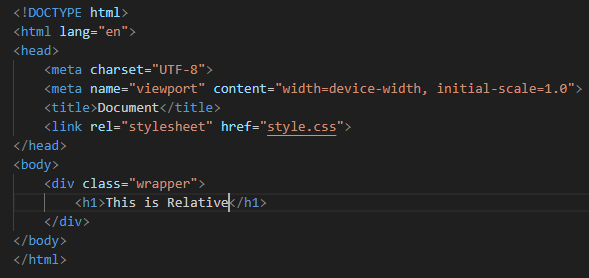 <!DOCTYPE html>
<html lang="en">
<head>
    <meta charset="UTF-8">
    <meta name="viewport" content="width=device-width, initial-scale=1.0">
    <title>Document</title>
    <link rel="stylesheet" href="style.css">
</head>
<body>
    <div class="wrapper">
        <h1>This is Relative</h1>
    </div>
</body>
</html>